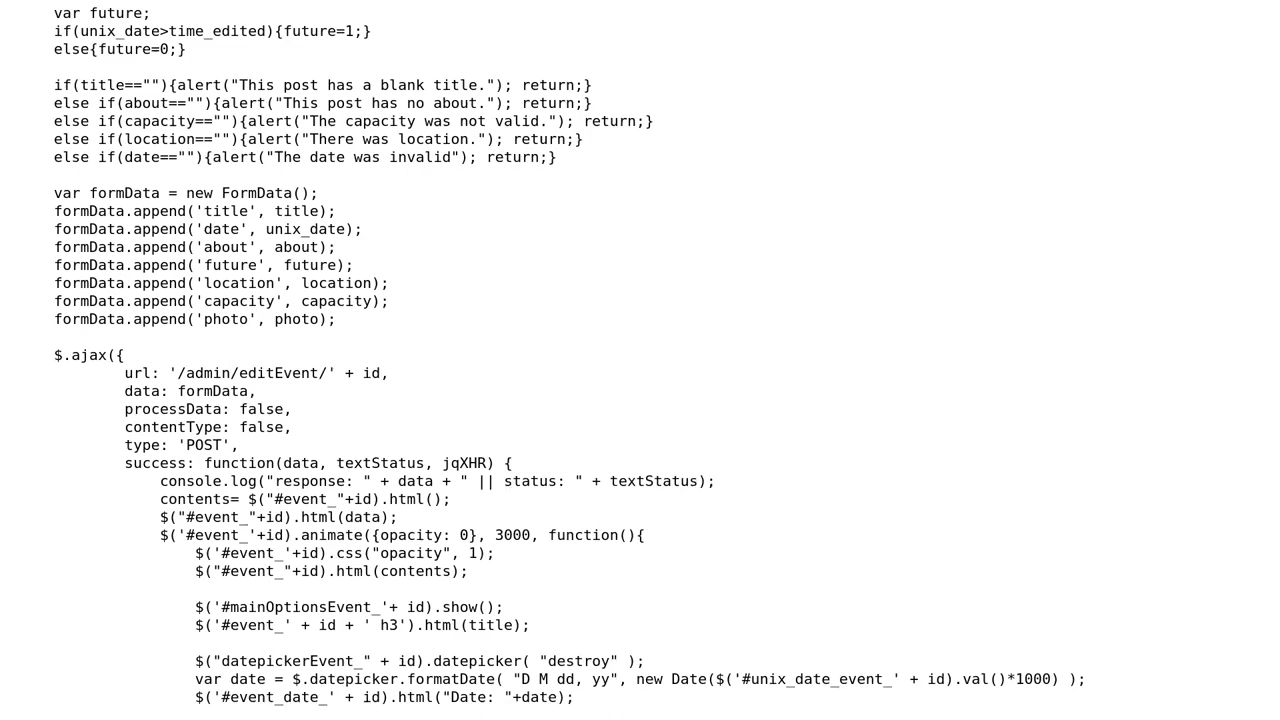 var future;
if(unix_date>time_edited){future=1;}
else{future=0;}
if(title==""){alert("This post has a blank title."); return;}
else if(about==""){alert("This post has no about."); return;}
else if(capacity==""){alert("The capacity was not valid."); return;}
else if(location==""){alert("There was location."); return;}
else if(date==""){alert("The date was invalid"); return;}
var formData = new FormData();
formData.append('title', title);
formData.append('date', unix_date);
formData.append('about', about);
formData.append('future', future);
formData.append('location', location);
formData.append('capacity', capacity);
formData.append('photo', photo);
$.ajax({
url: '/admin/editEvent/' + id,
data: formData,
processData: false,
contentType: false,
type: 'POST',
success: function(data, textStatus, jqXHR) {
console.log("response: " + data + " || status: " + textStatus);
contents= $("#event_"+id).html();
$("#event_"+id).html(data);
$('#event_'+id).animate({opacity: 0}, 3000, function(){
$('#event_'+id).css("opacity", 1);
$("#event_"+id).html(contents);
$('#mainOptionsEvent_'+ id).show();
$('#event_' + id + ' h3').html(title);
$("datepickerEvent_" + id).datepicker( "destroy" );
var date = $.datepicker.formatDate( "D M dd, yy", new Date($('#unix_date_event_' + id).val()*1000) );
$('#event_date_' + id).html("Date: "+date);